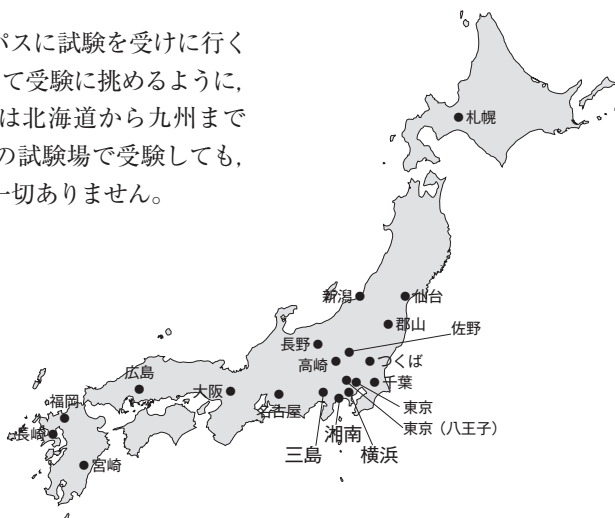 パスに試験を受けに行く
て受験に挑めるように,
は北海道から九州まで
の試験場で受験しても,
一切ありません。
札幌
新潟
仙台
郡山
佐野
長野
高崎
つくば
広島
大阪
千葉
福岡
名古屋
東京
長崎
湘南
東京（八王子）
三島
横浜
宮崎